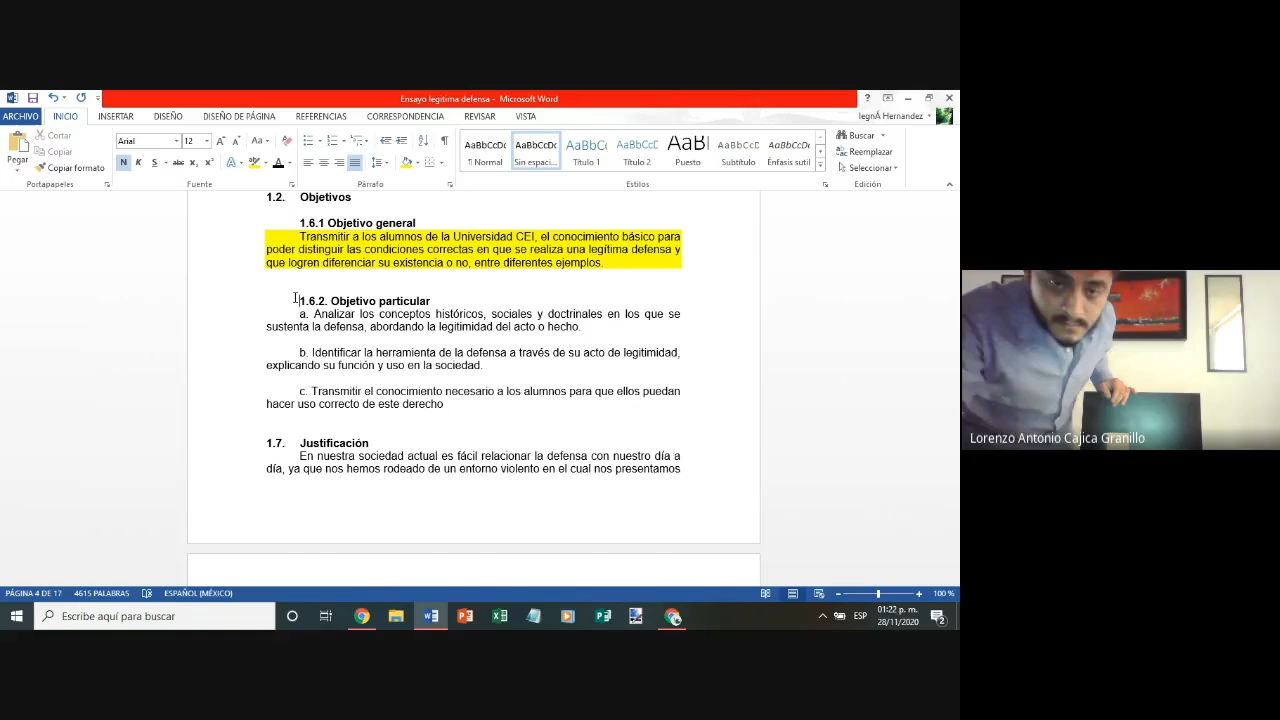 Ensayo legitima defensa - Microsoft Word
ARCHIVO INICIO INSERTAR DISEÑO DISEÑO DE PÁGINA REFERENCIAS CORRESPONDENCIA REVISAR VISTA legnÁ Hernandez
Pegar
Cortar
Copiar
Copiar formato
Portapapeles
Arial 12
Fuente
Párrafo
AaBbCcDc AaBbCcDc AaBbC AaBbCcD AaBl AaBbCcD AaBbCcDc
¶ Normal Sin espaci... Título 1 Título 2 Puesto Subtítulo Énfasis sutil
Estilos
Buscar
Reemplazar
Seleccionar
Edición
1.2. Objetivos
1.6.1 Objetivo general
Transmitir a los alumnos de la Universidad CEI, el conocimiento básico para
poder distinguir las condiciones correctas en que se realiza una legítima defensa y
que logren diferenciar su existencia o no, entre diferentes ejemplos.
1.6.2. Objetivo particular
a. Analizar los conceptos históricos, sociales y doctrinales en los que se
sustenta la defensa, abordando la legitimidad del acto o hecho.
b. Identificar la herramienta de la defensa a través de su acto de legitimidad,
explicando su función y uso en la sociedad.
c. Transmitir el conocimiento necesario a los alumnos para que ellos puedan
hacer uso correcto de este derecho
1.7. Justificación
En nuestra sociedad actual es fácil relacionar la defensa con nuestro día a
día, ya que nos hemos rodeado de un entorno violento en el cual nos presentamos
PÁGINA 4 DE 17 4615 PALABRAS ESPAÑOL (MÉXICO) 100 %
Escribe aquí para buscar
ESP
01:22 p. m.
28/11/2020
2
Lorenzo Antonio Cajica Granillo